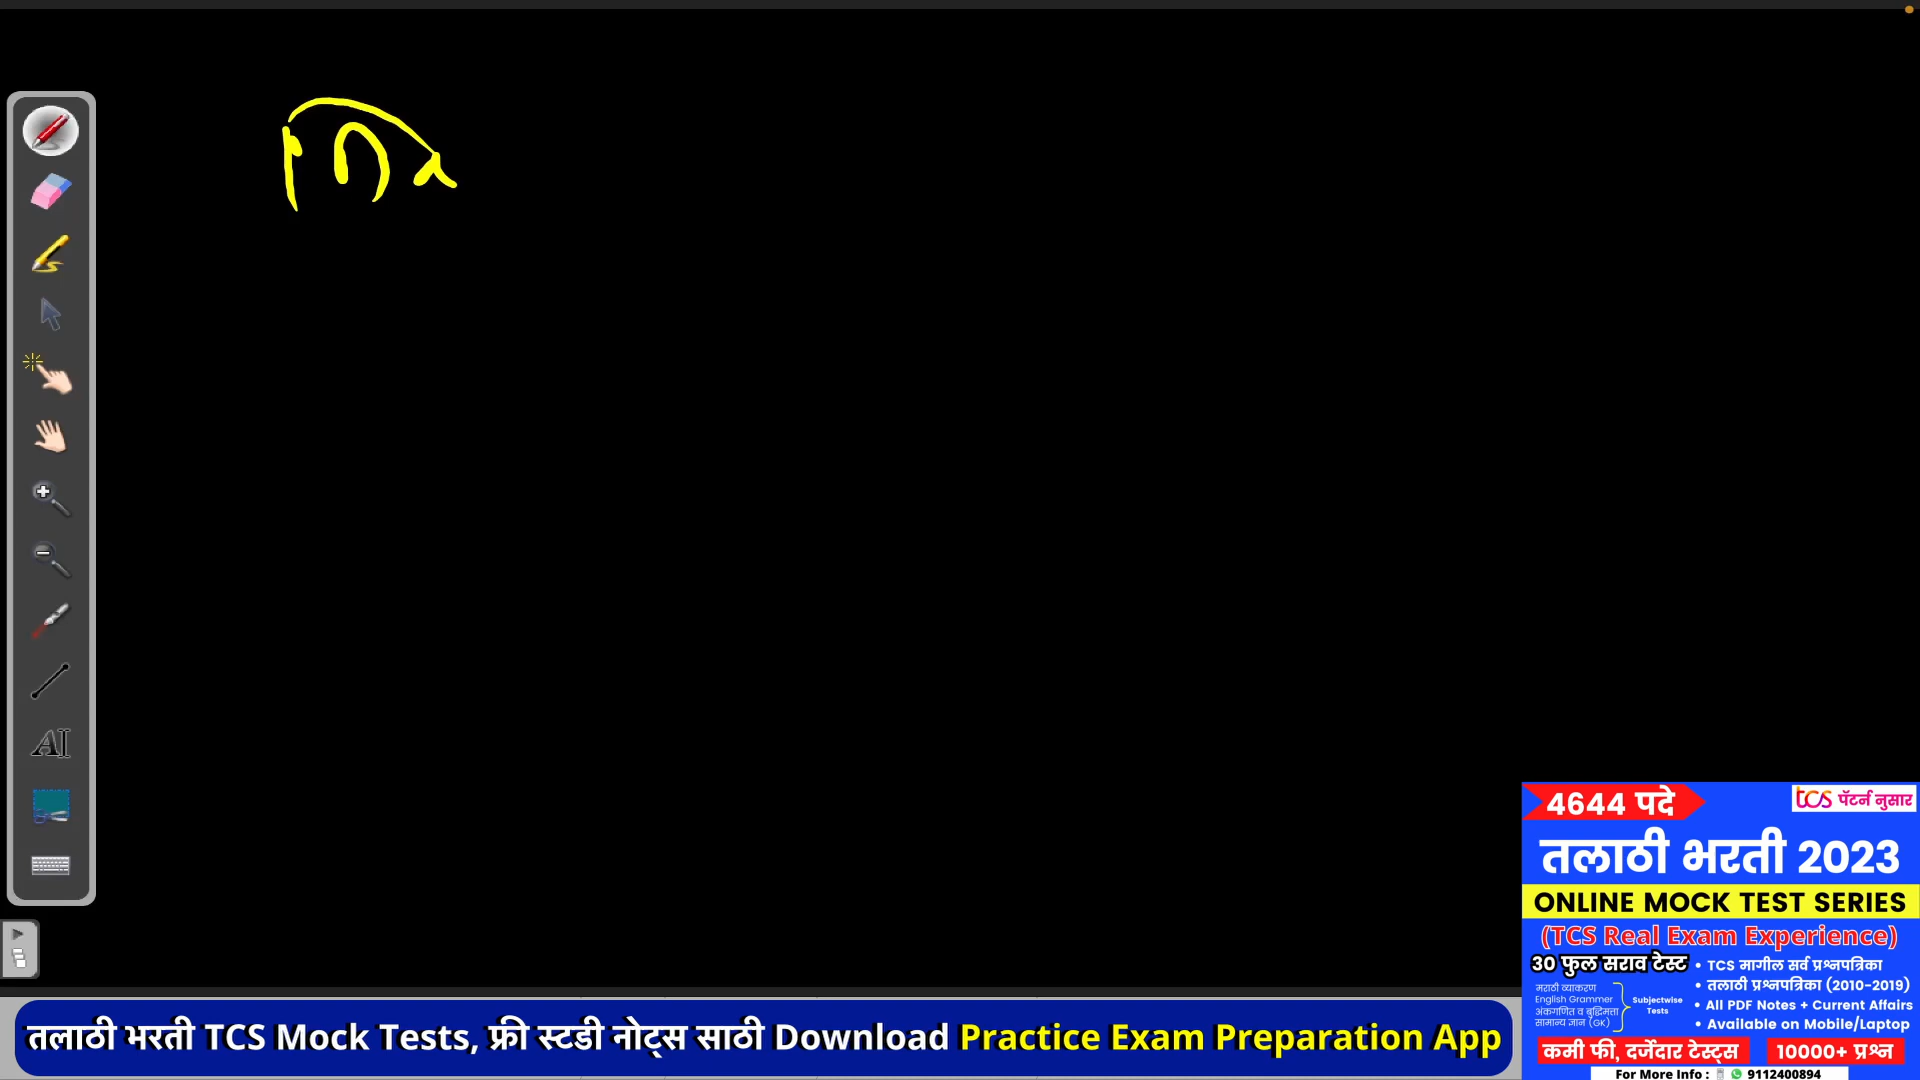 4644 पदे
tcs पॅटर्न नुसार
तलाठी भरती 2023
ONLINE MOCK TEST SERIES
(TCS Real Exam Experience)
30 फुल सराव टेस्ट
मराठी व्याकरण
English Grammer
अंकगणित व बुद्धिमत्ता
सामान्य ज्ञान (GK)
Subjectwise
Tests
• TCS मागील सर्व प्रश्नपत्रिका
• तलाठी प्रश्नपत्रिका (2010-2019)
• All PDF Notes + Current Affairs
• Available on Mobile/Laptop
कमी फी, दर्जेदार टेस्ट्स
10000+ प्रश्न
For More Info : 9112400894
तलाठी भरती TCS Mock Tests, फ्री स्टडी नोट्स साठी Download Practice Exam Preparation App